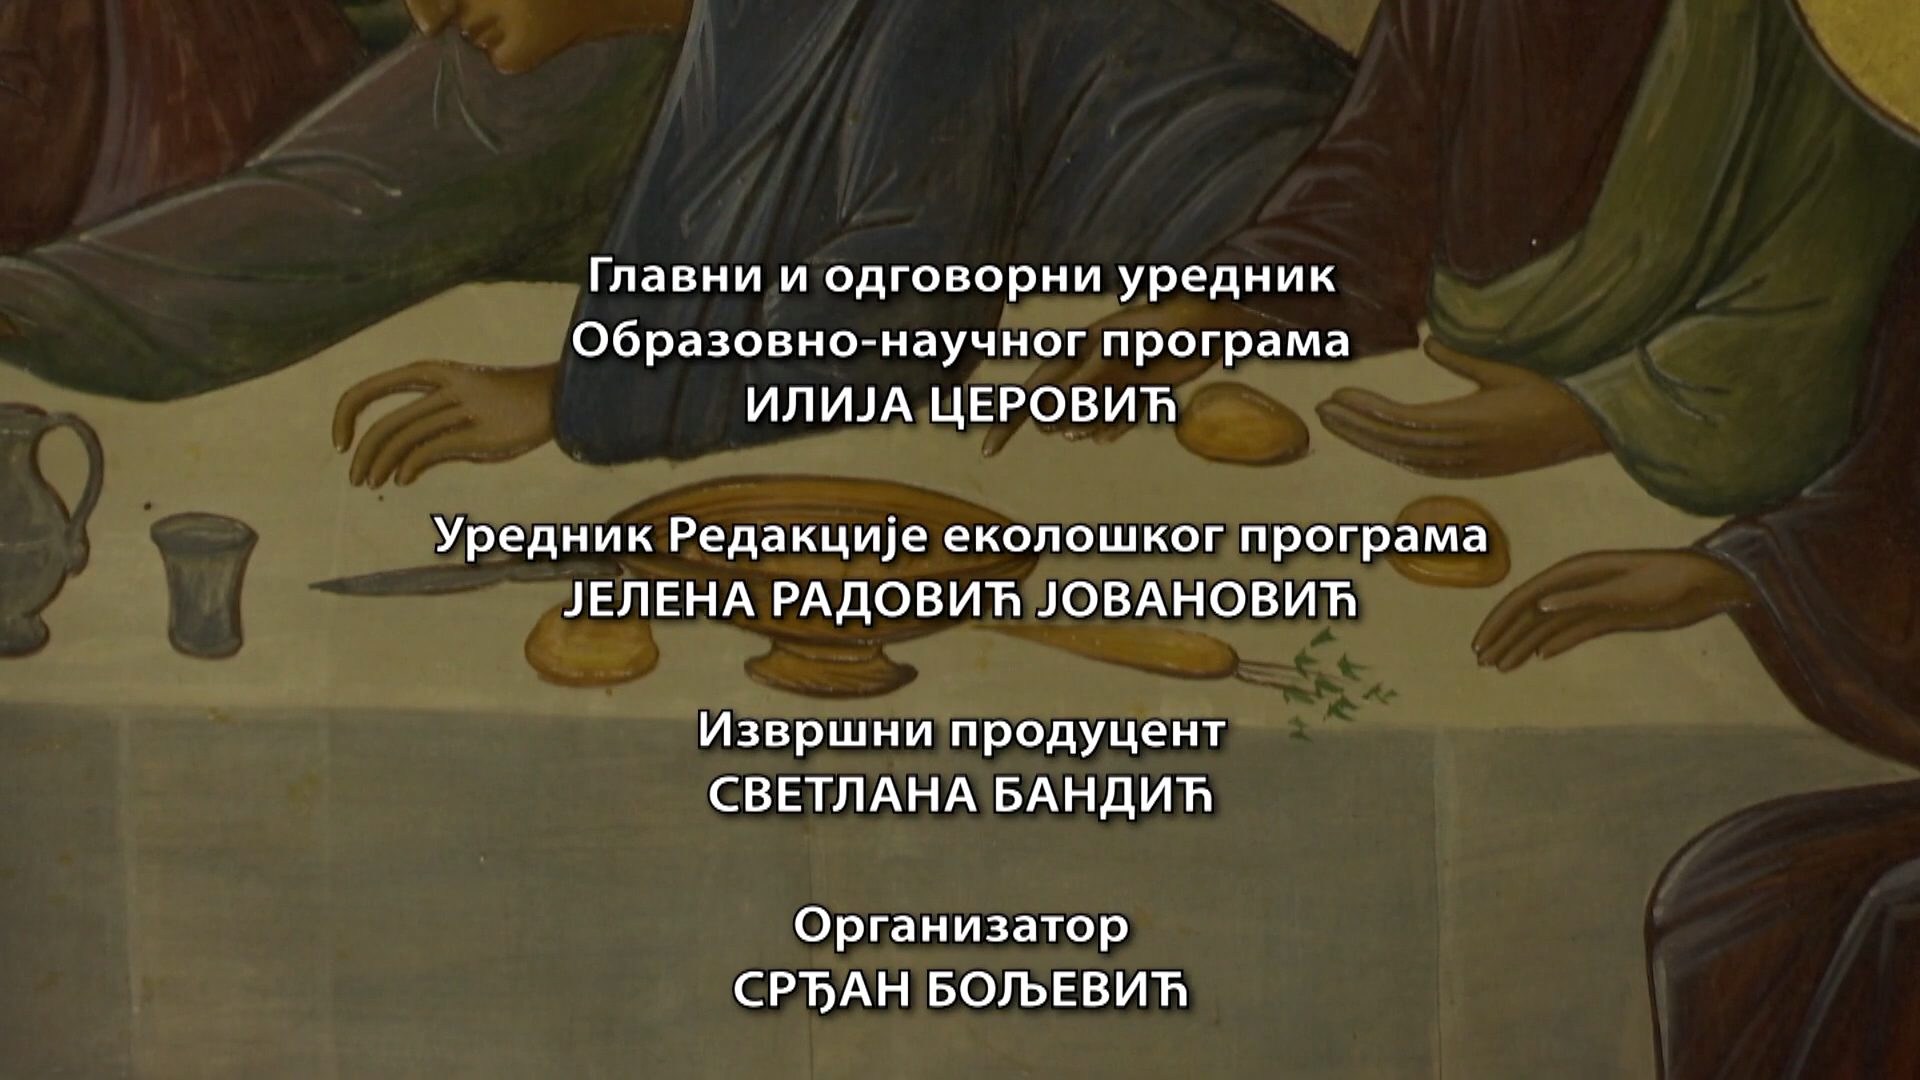 Главни и одговорни уредник
Образовно-научног програма
ИЛИЈА ЦЕРОВИЋ
Уредник Редакције еколошког програма
ЈЕЛЕНА РАДОВИЋ ЈОВАНОВИЋ
Извршни продуцент
СВЕТЛАНА БАНДИЋ
Организатор
СРЂАН БОЉЕВИЋ